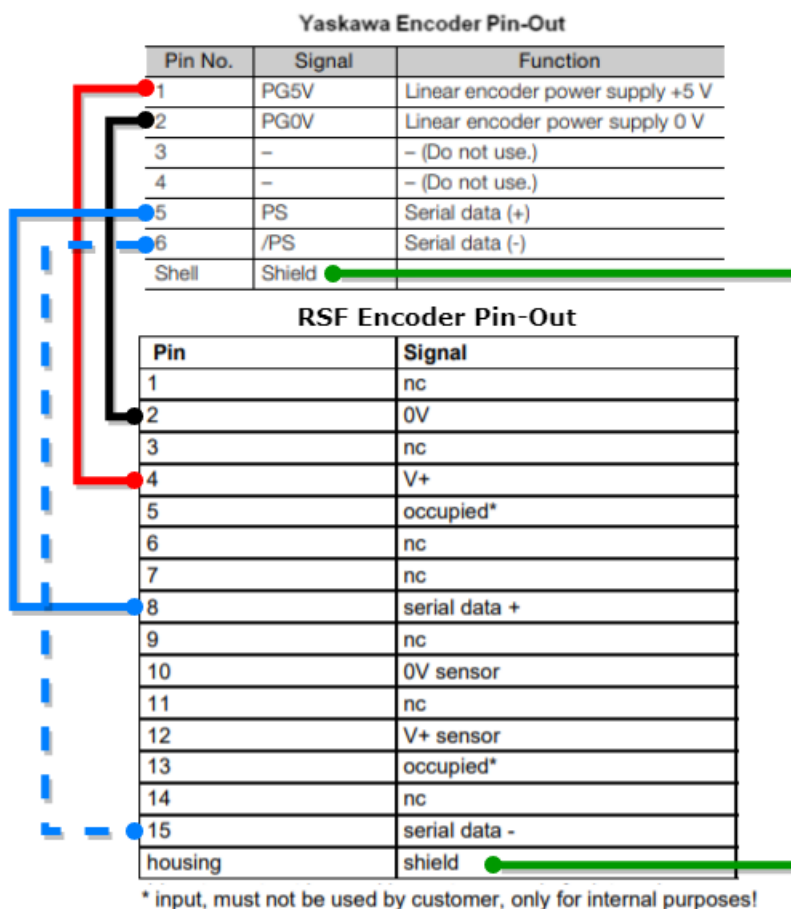 Yaskawa Encoder Pin-Out
Pin No. Signal Function
1 PG5V Linear encoder power supply +5 V
2 PG0V Linear encoder power supply 0 V
3 – – (Do not use.)
4 – – (Do not use.)
5 PS Serial data (+)
6 /PS Serial data (-)
Shell Shield
RSF Encoder Pin-Out
Pin Signal
1 nc
2 0V
3 nc
4 V+
5 occupied*
6 nc
7 nc
8 serial data +
9 nc
10 0V sensor
11 nc
12 V+ sensor
13 occupied*
14 nc
15 serial data -
housing shield
* input, must not be used by customer, only for internal purposes!